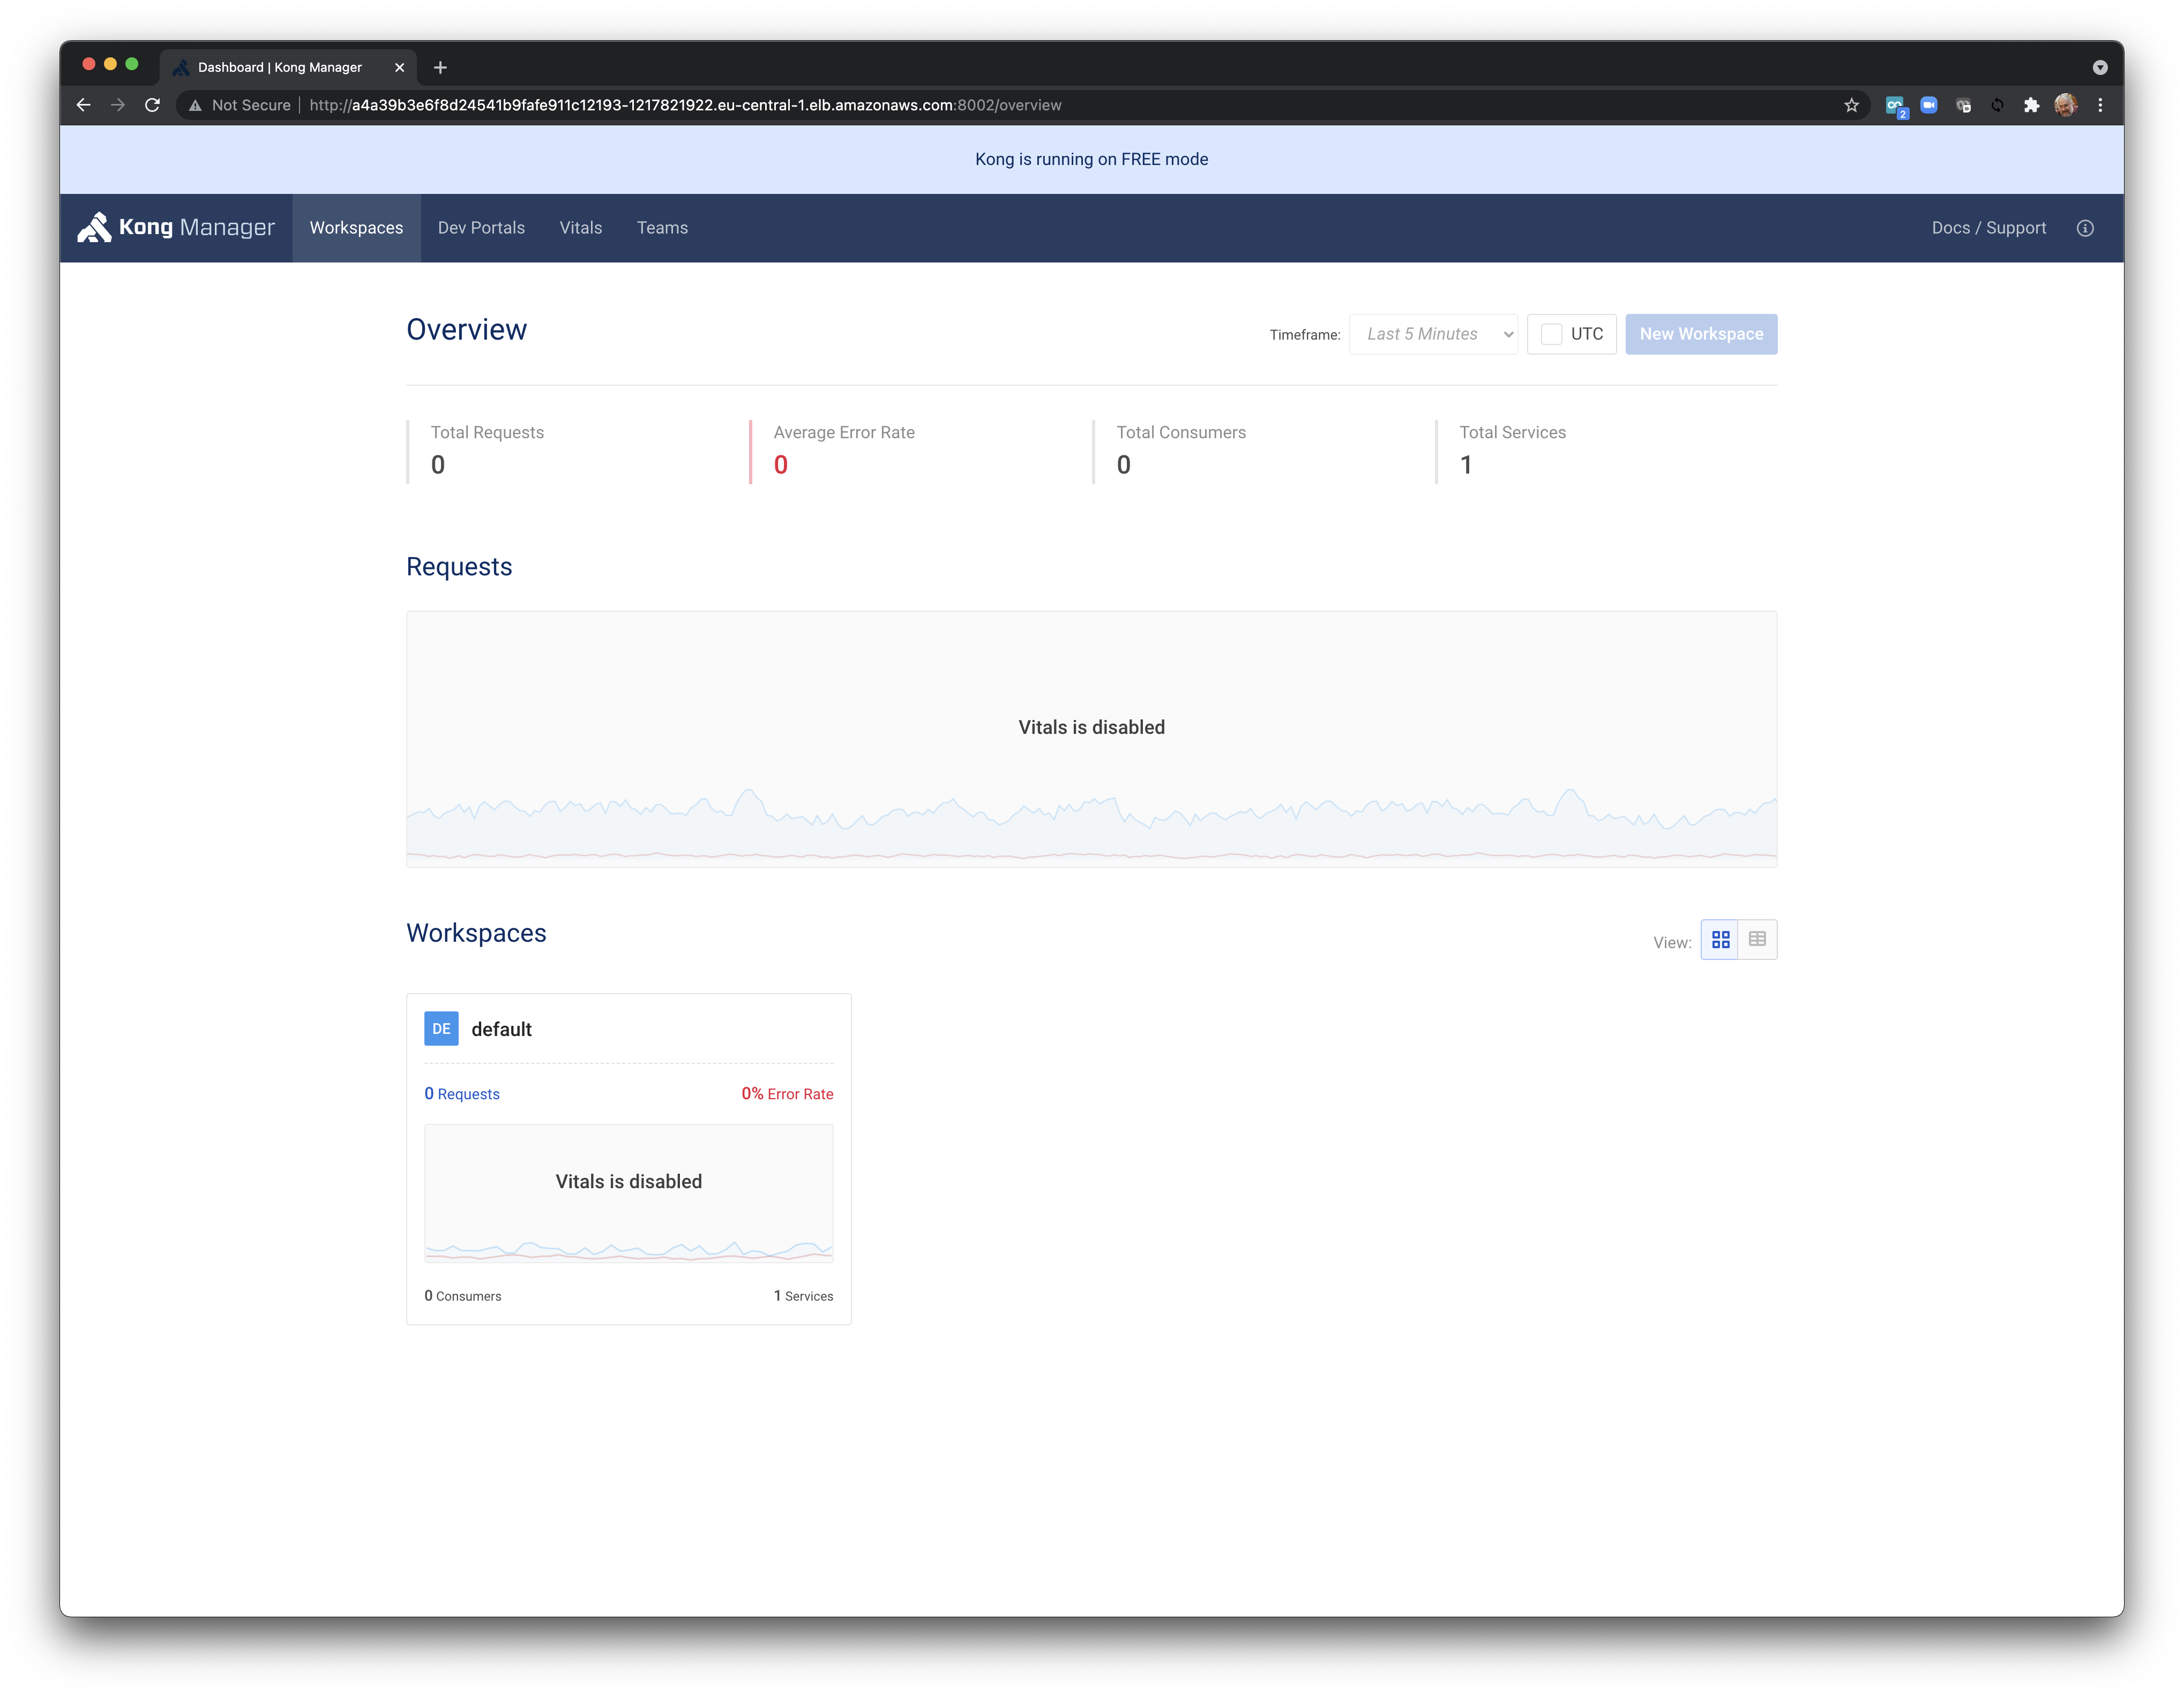 Dashboard | Kong Manager
Not Secure | http://a4a39b3e6f8d24541b9fafe911c12193-1217821922.eu-central-1.elb.amazonaws.com:8002/overview
2
Kong is running on FREE mode
Kong Manager Workspaces Dev Portals Vitals Teams Docs / Support
Overview
Timeframe: Last 5 Minutes UTC New Workspace
Total Requests Average Error Rate Total Consumers Total Services
0 0 0 1
Requests
Vitals is disabled
Workspaces
View:
DE default
0 Requests 0% Error Rate
Vitals is disabled
0 Consumers 1 Services